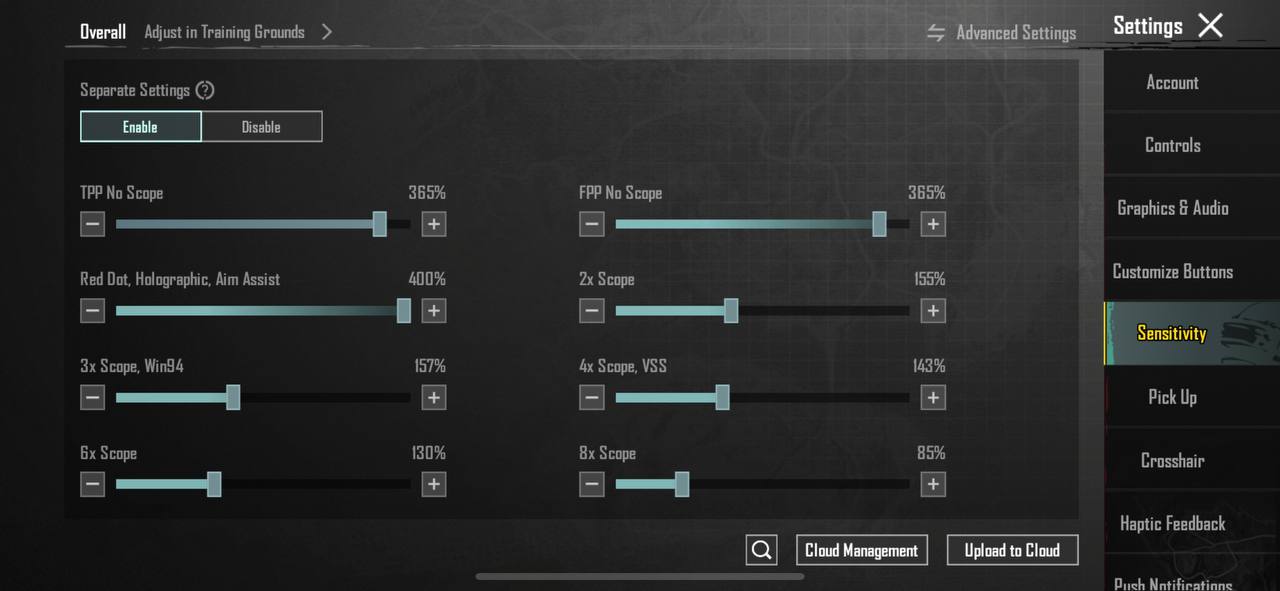 Overall Adjust in Training Grounds Advanced Settings Settings
Separate Settings ?
Enable Disable
TPP No Scope 365% FPP No Scope 365%
Red Dot, Holographic, Aim Assist 400% 2x Scope 155%
3x Scope, Win94 157% 4x Scope, VSS 143%
6x Scope 130% 8x Scope 85%
Cloud Management Upload to Cloud
Account
Controls
Graphics & Audio
Customize Buttons
Sensitivity
Pick Up
Crosshair
Haptic Feedback
Push Notifications